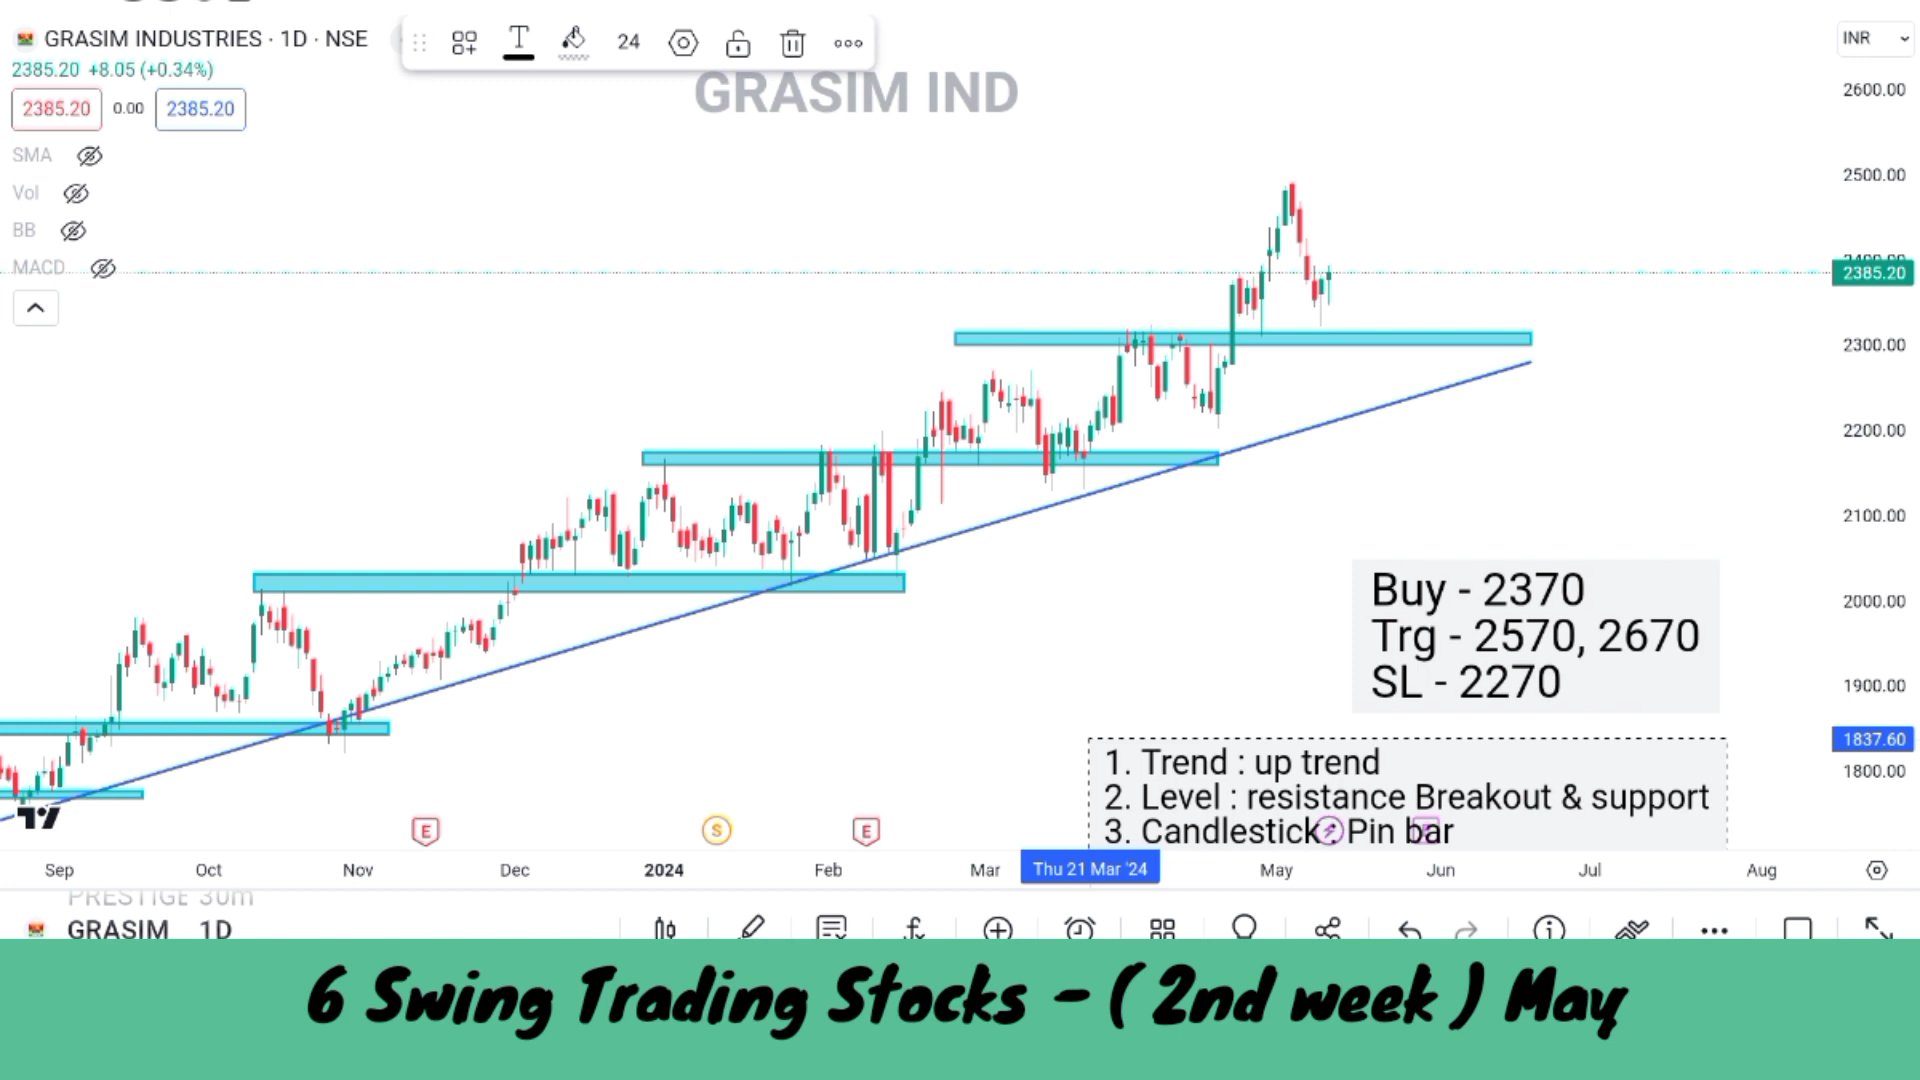 GRASIM INDUSTRIES · 1D · NSE
24
INR
2385.20 +8.05 (+0.34%)
GRASIM IND
2385.20 0.00 2385.20
SMA
Vol
BB
MACD
2600.00
2500.00
2385.20
2300.00
2200.00
2100.00
2000.00
1900.00
1837.60
1800.00
Buy - 2370
Trg - 2570, 2670
SL - 2270
1. Trend : up trend
2. Level : resistance Breakout & support
3. Candlestick : Pin bar
E S E
Sep Oct Nov Dec 2024 Feb Mar Thu 21 Mar '24 May Jun Jul Aug
PRESTIGE 30m
GRASIM 1D
6 Swing Trading Stocks - ( 2nd week ) May